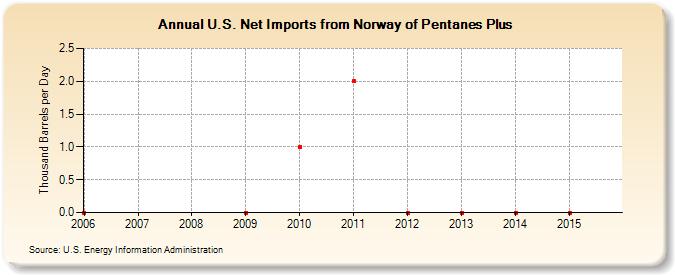 Annual U.S. Net Imports from Norway of Pentanes Plus
Thousand Barrels per Day
2.5
2.0
1.5
1.0
0.5
0.0
2006 2007 2008 2009 2010 2011 2012 2013 2014 2015
Source: U.S. Energy Information Administration